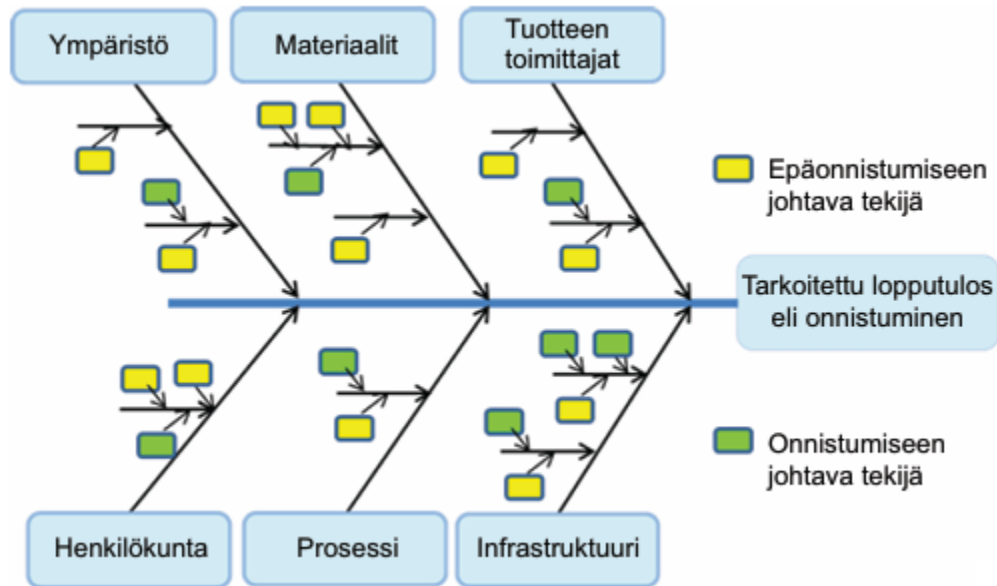 Ympäristö
Materiaalit
Tuotteen
toimittajat
Epäonnistumiseen
johtava tekijä
Tarkoitettu lopputulos
eli onnistuminen
Onnistumiseen
johtava tekijä
Henkilökunta
Prosessi
Infrastruktuuri